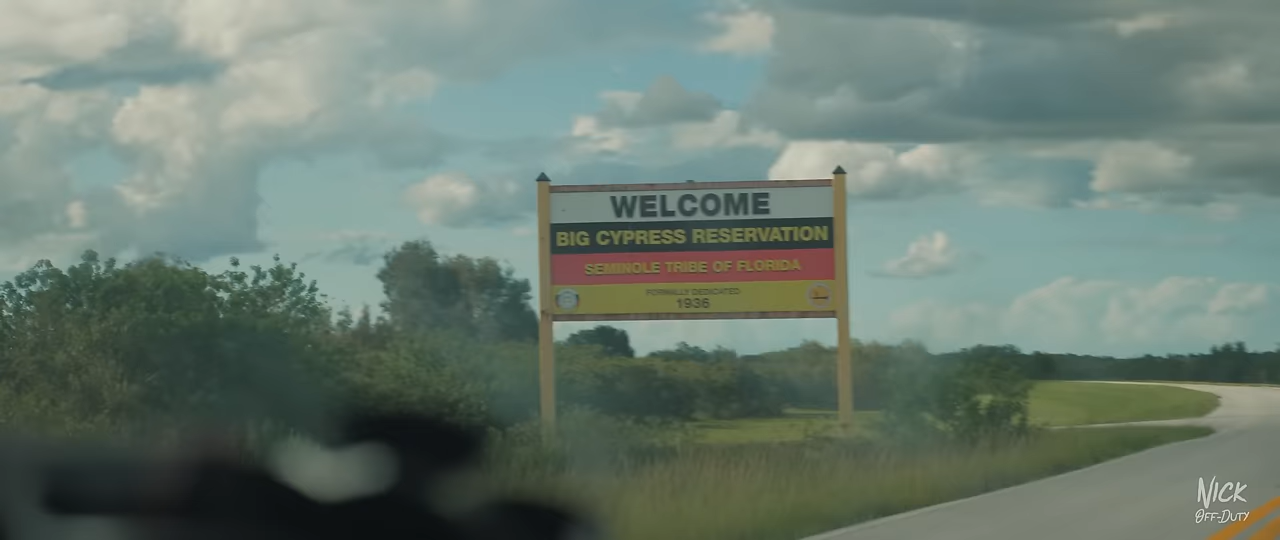 WELCOME
BIG CYPRESS RESERVATION
SEMINOLE TRIBE OF FLORIDA
FORMALLY DEDICATED
1936
NICK
OFF-DUTY